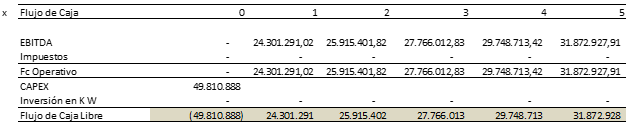 x Flujo de Caja 0 1 2 3 4 5
EBITDA - 24.301.291,02 25.915.401,82 27.766.012,83 29.748.713,42 31.872.927,91
Impuestos - - - - - -
Fc Operativo - 24.301.291,02 25.915.401,82 27.766.012,83 29.748.713,42 31.872.927,91
CAPEX 49.810.888
Inversión en K W - - - - - -
Flujo de Caja Libre (49.810.888) 24.301.291 25.915.402 27.766.013 29.748.713 31.872.928